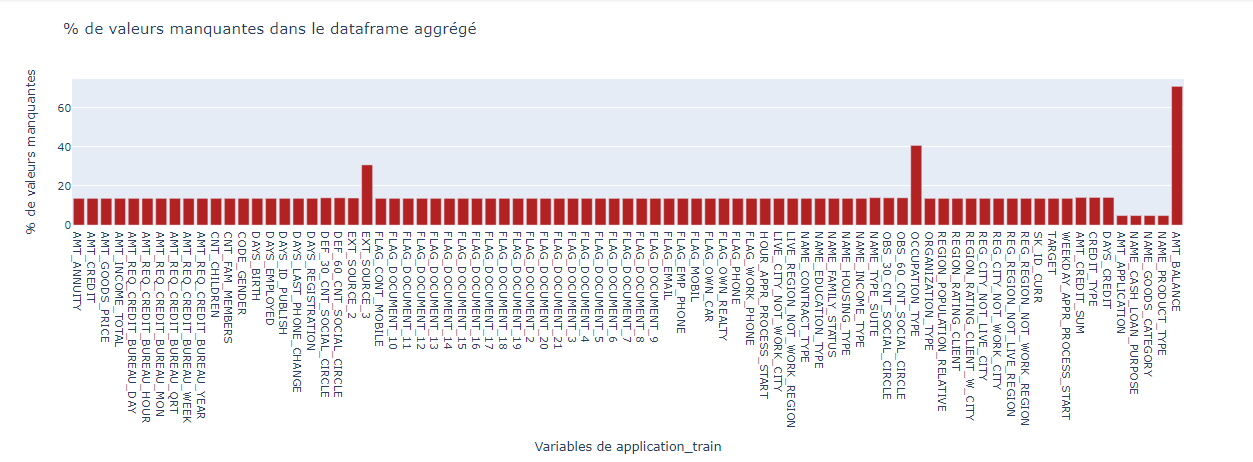 % de valeurs manquantes dans le dataframe aggrégé
% de valeurs manquantes
60
40
20
0
AMT_ANNUITY
AMT_CREDIT
AMT_GOODS_PRICE
AMT_INCOME_TOTAL
AMT_REQ_CREDIT_BUREAU_DAY
AMT_REQ_CREDIT_BUREAU_HOUR
AMT_REQ_CREDIT_BUREAU_MON
AMT_REQ_CREDIT_BUREAU_QRT
AMT_REQ_CREDIT_BUREAU_WEEK
AMT_REQ_CREDIT_BUREAU_YEAR
CNT_CHILDREN
CNT_FAM_MEMBERS
CODE_GENDER
DAYS_BIRTH
DAYS_EMPLOYED
DAYS_ID_PUBLISH
DAYS_LAST_PHONE_CHANGE
DAYS_REGISTRATION
DEF_30_CNT_SOCIAL_CIRCLE
DEF_60_CNT_SOCIAL_CIRCLE
EXT_SOURCE_2
EXT_SOURCE_3
FLAG_CONT_MOBILE
FLAG_DOCUMENT_10
FLAG_DOCUMENT_11
FLAG_DOCUMENT_12
FLAG_DOCUMENT_13
FLAG_DOCUMENT_14
FLAG_DOCUMENT_15
FLAG_DOCUMENT_16
FLAG_DOCUMENT_17
FLAG_DOCUMENT_18
FLAG_DOCUMENT_19
FLAG_DOCUMENT_2
FLAG_DOCUMENT_20
FLAG_DOCUMENT_21
FLAG_DOCUMENT_3
FLAG_DOCUMENT_4
FLAG_DOCUMENT_5
FLAG_DOCUMENT_6
FLAG_DOCUMENT_7
FLAG_DOCUMENT_8
FLAG_DOCUMENT_9
FLAG_EMAIL
FLAG_EMP_PHONE
FLAG_MOBIL
FLAG_OWN_CAR
FLAG_OWN_REALTY
FLAG_PHONE
FLAG_WORK_PHONE
HOUR_APPR_PROCESS_START
LIVE_CITY_NOT_WORK_CITY
LIVE_REGION_NOT_WORK_REGION
NAME_CONTRACT_TYPE
NAME_EDUCATION_TYPE
NAME_FAMILY_STATUS
NAME_HOUSING_TYPE
NAME_INCOME_TYPE
NAME_TYPE_SUITE
OBS_30_CNT_SOCIAL_CIRCLE
OBS_60_CNT_SOCIAL_CIRCLE
OCCUPATION_TYPE
ORGANIZATION_TYPE
REGION_POPULATION_RELATIVE
REGION_RATING_CLIENT
REGION_RATING_CLIENT_W_CITY
REG_CITY_NOT_LIVE_CITY
REG_CITY_NOT_WORK_CITY
REG_REGION_NOT_LIVE_REGION
REG_REGION_NOT_WORK_REGION
SK_ID_CURR
TARGET
WEEKDAY_APPR_PROCESS_START
AMT_CREDIT_SUM
CREDIT_TYPE
DAYS_CREDIT
AMT_APPLICATION
NAME_CASH_LOAN_PURPOSE
NAME_GOODS_CATEGORY
NAME_PRODUCT_TYPE
AMT_BALANCE
Variables de application_train